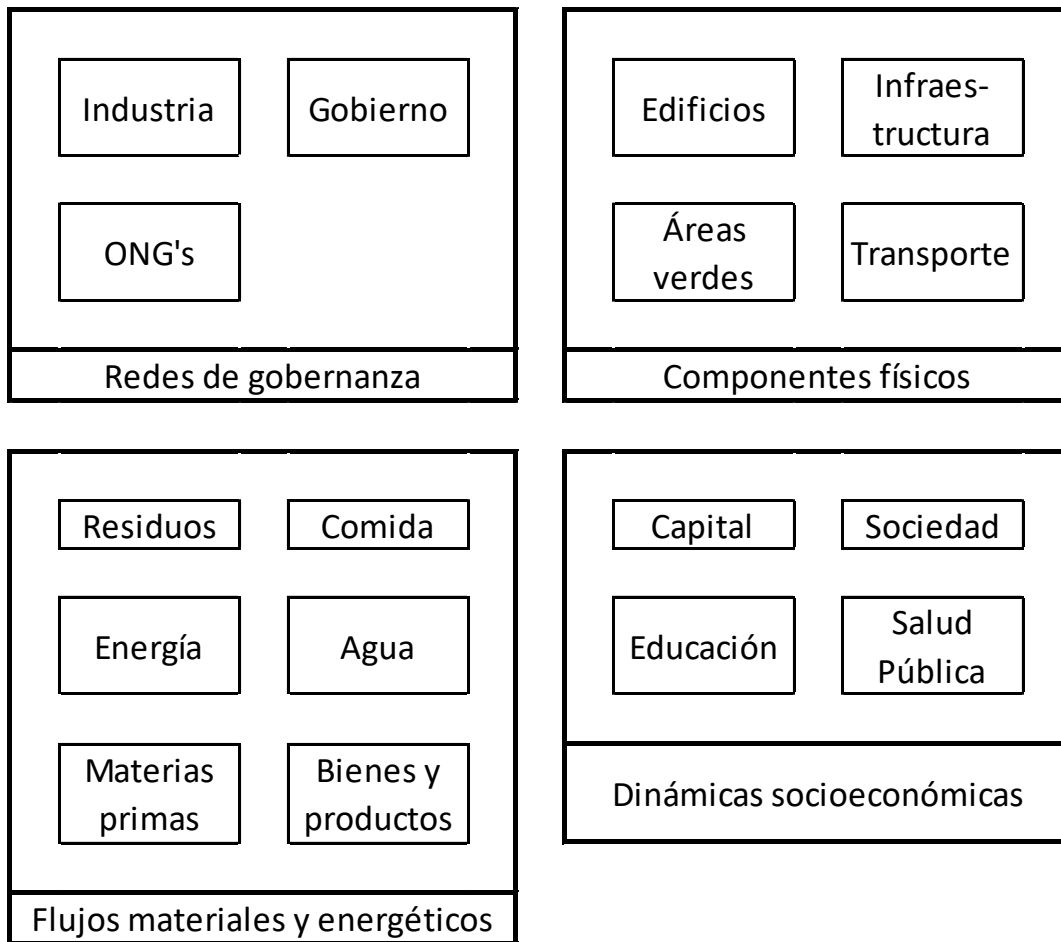 Industria
Gobierno
ONG's
Redes de gobernanza
Edificios
Infraes-
tructura
Áreas
verdes
Transporte
Componentes físicos
Residuos
Comida
Energía
Agua
Materias
primas
Bienes y
productos
Flujos materiales y energéticos
Capital
Sociedad
Educación
Salud
Pública
Dinámicas socioeconómicas